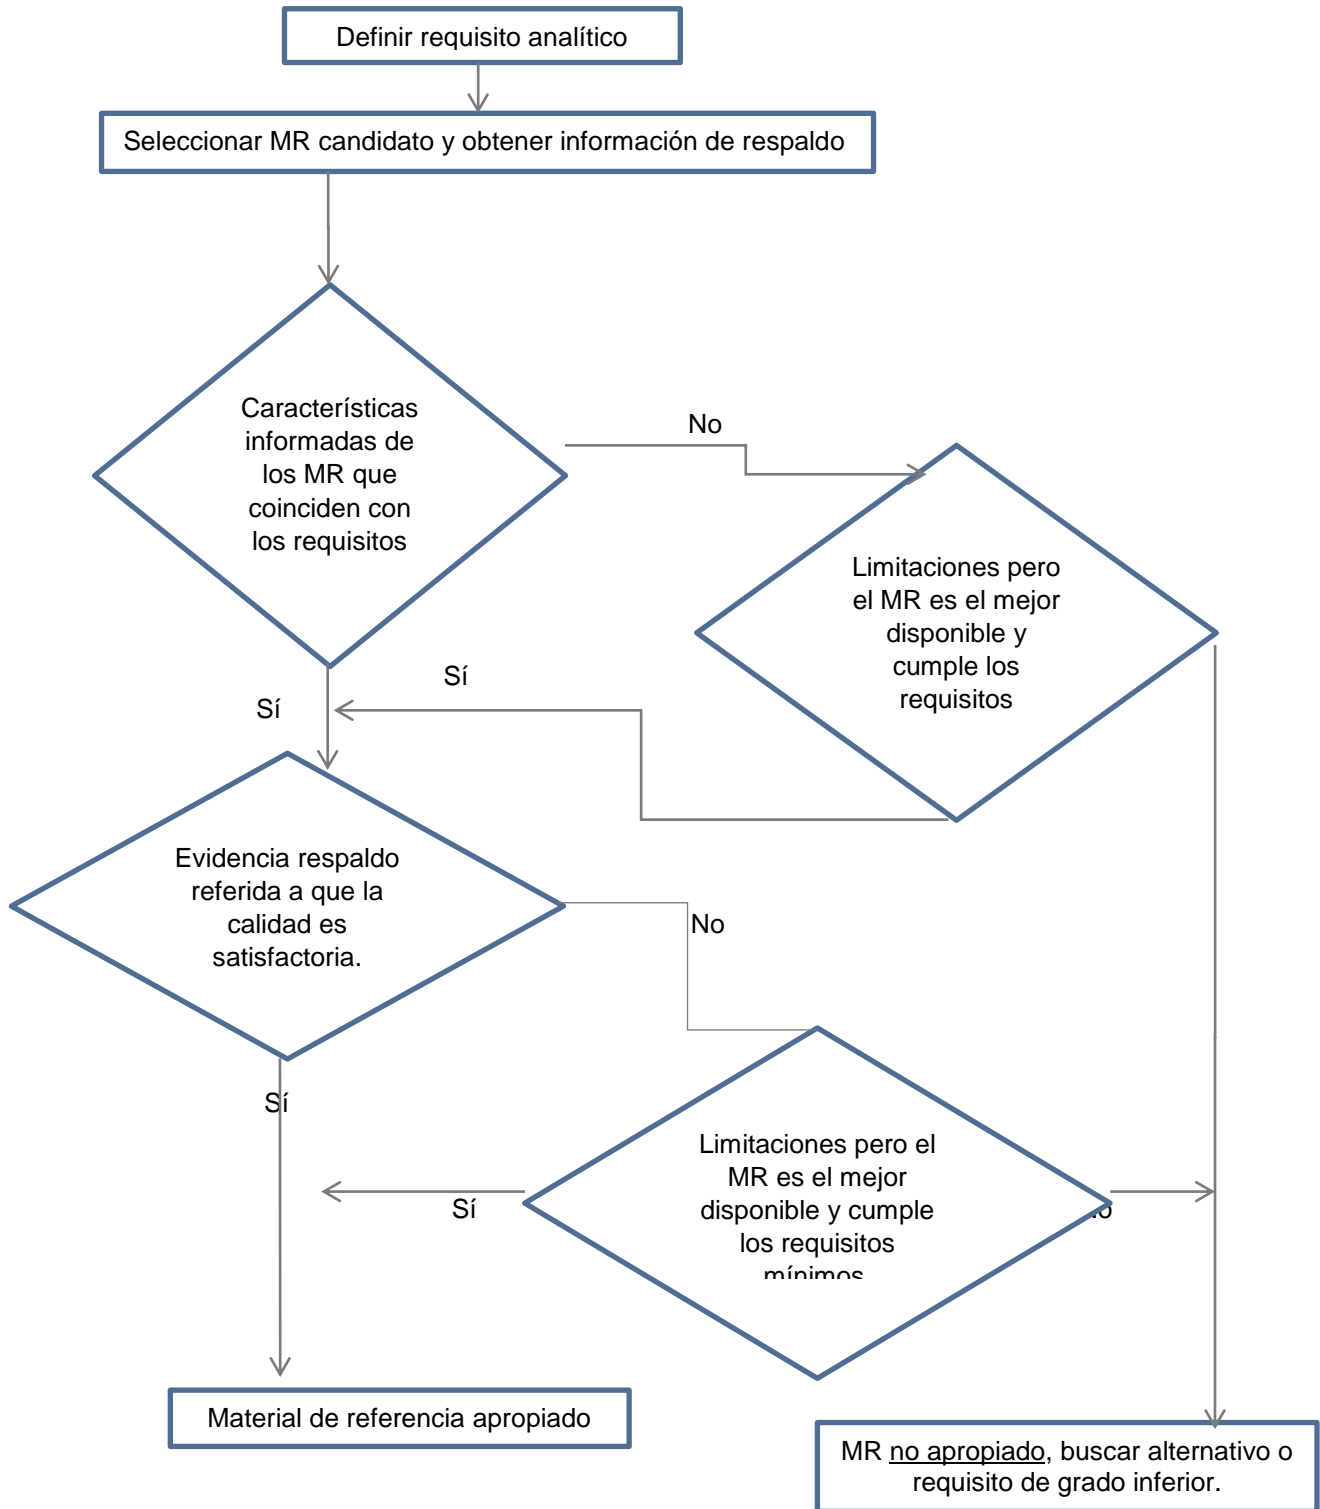 Definir requisito analítico
Seleccionar MR candidato y obtener información de respaldo
Características
informadas de
los MR que
coinciden con
los requisitos
No
Limitaciones pero
el MR es el mejor
disponible y
cumple los
requisitos
Sí
Sí
Evidencia respaldo
referida a que la
calidad es
satisfactoria.
No
Sí
Limitaciones pero el
MR es el mejor
disponible y cumple
los requisitos
mínimos
Sí
No
Material de referencia apropiado
MR no apropiado, buscar alternativo o
requisito de grado inferior.